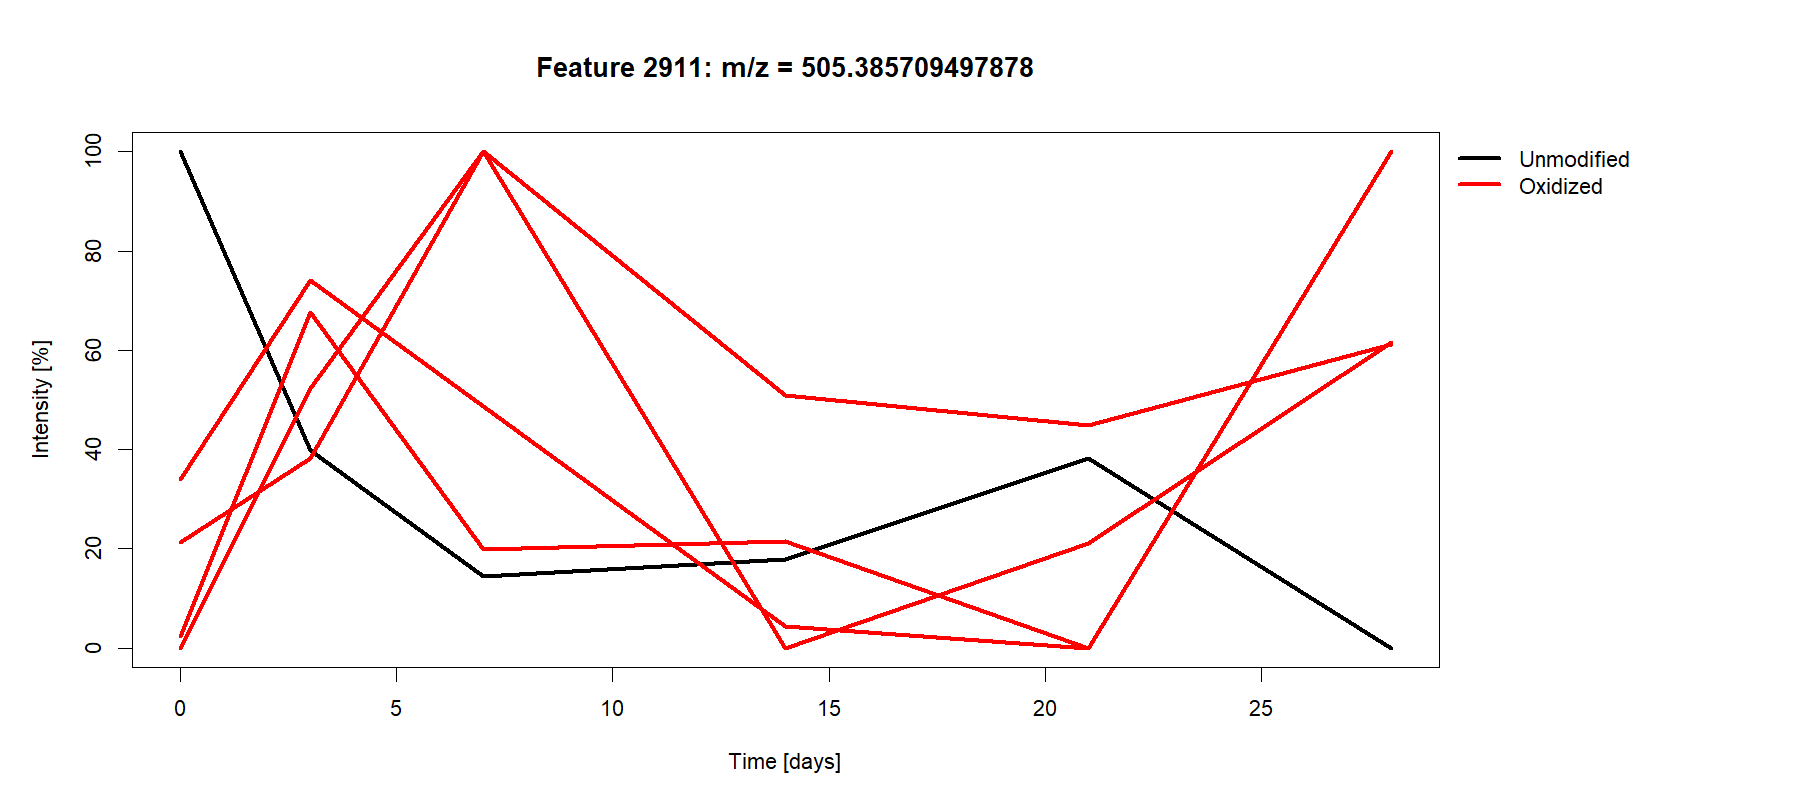 Feature 2911: m/z = 505.385709497878
Unmodified
Oxidized
Intensity [%]
100
80
60
40
20
0
0 5 10 15 20 25
Time [days]